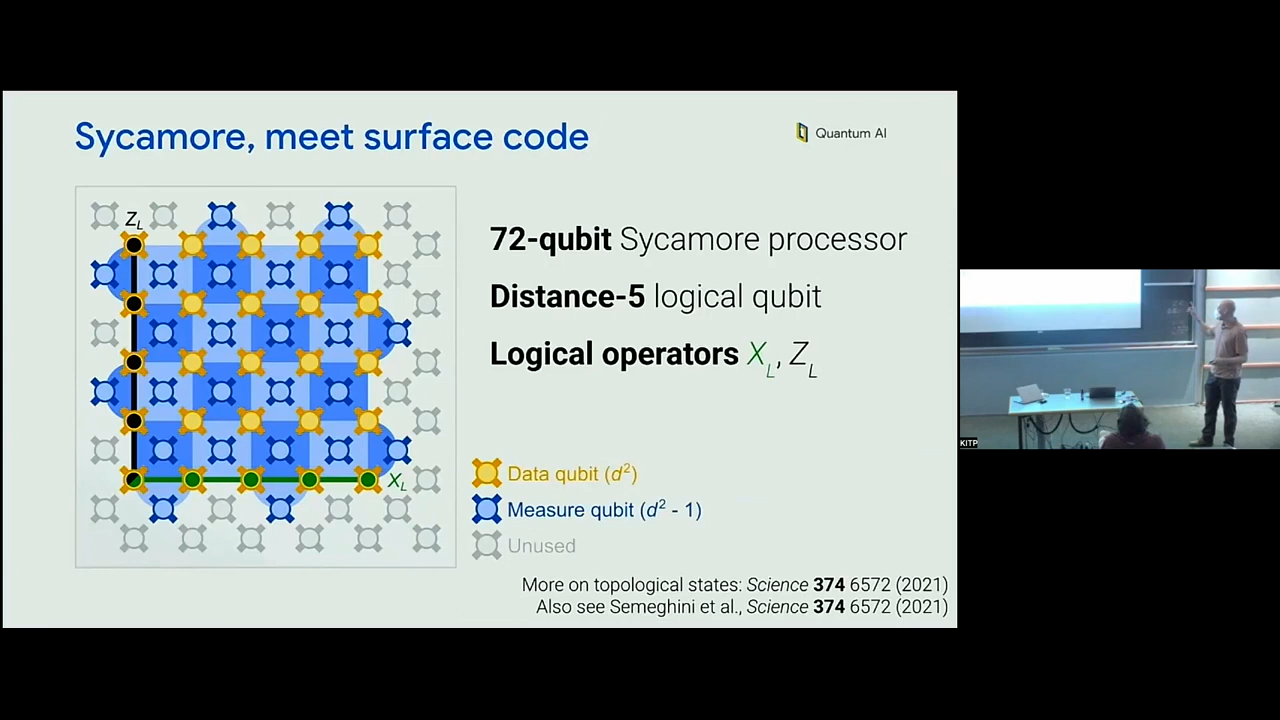 Sycamore, meet surface code
Quantum AI
Z_L
X_L
72-qubit Sycamore processor
Distance-5 logical qubit
Logical operators X_L, Z_L
Data qubit (d²)
Measure qubit (d² - 1)
Unused
More on topological states: Science 374 6572 (2021)
Also see Semeghini et al., Science 374 6572 (2021)
KITP